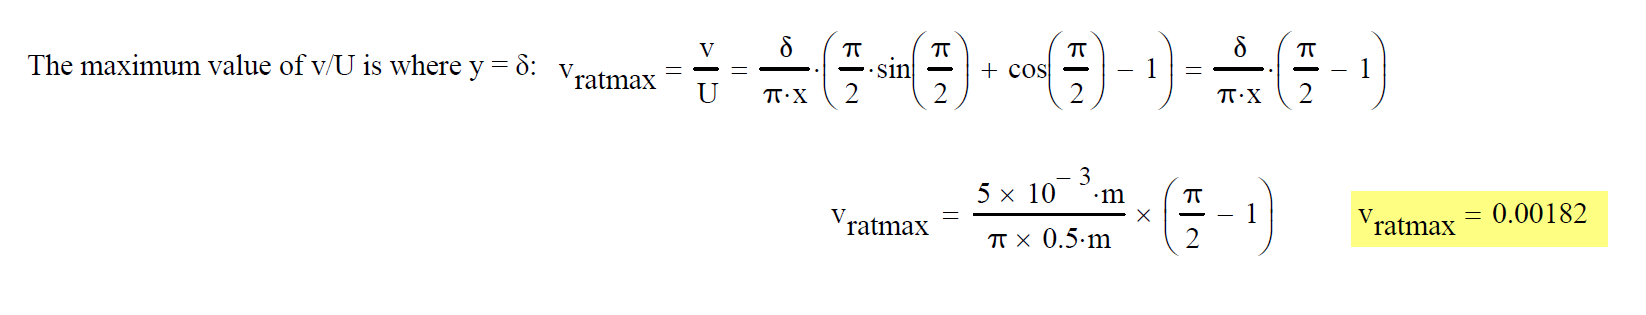 The maximum value of v/U is where y = δ: v_ratmax = v/U = δ/(π·x)·(π/2·sin(π/2) + cos(π/2) − 1) = δ/(π·x)·(π/2 − 1)
v_ratmax = (5 × 10^−3·m)/(π × 0.5·m) × (π/2 − 1) v_ratmax = 0.00182